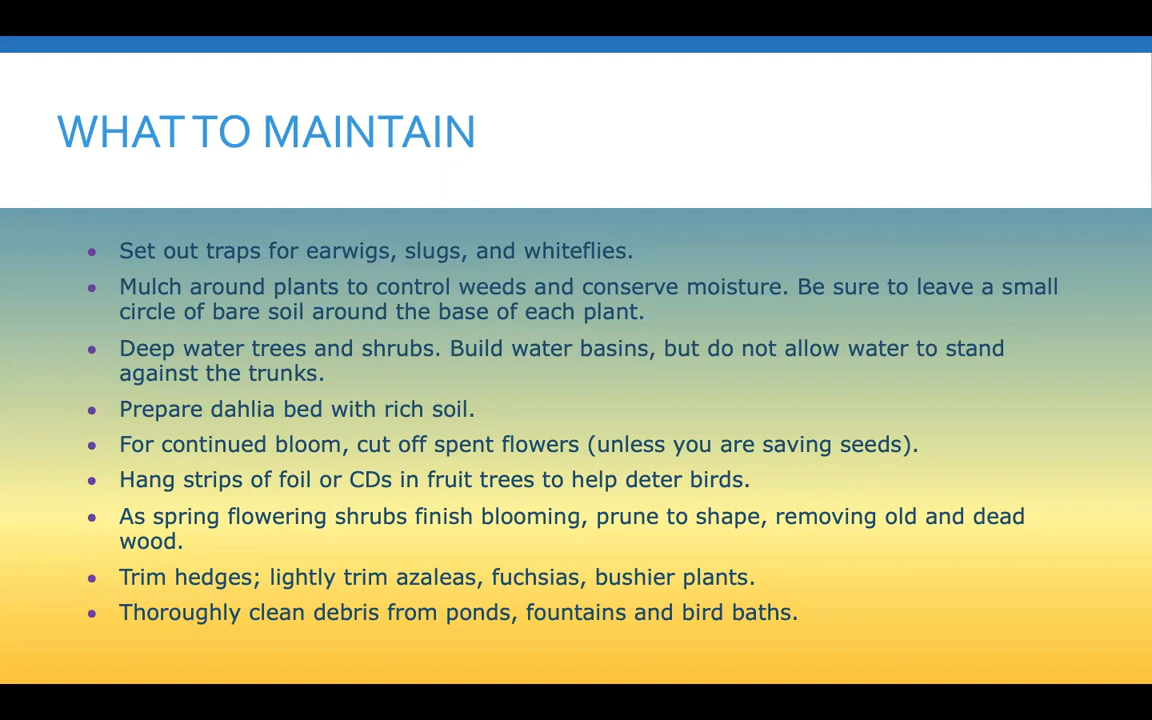 WHAT TO MAINTAIN
• Set out traps for earwigs, slugs, and whiteflies.
• Mulch around plants to control weeds and conserve moisture. Be sure to leave a small
circle of bare soil around the base of each plant.
• Deep water trees and shrubs. Build water basins, but do not allow water to stand
against the trunks.
• Prepare dahlia bed with rich soil.
• For continued bloom, cut off spent flowers (unless you are saving seeds).
• Hang strips of foil or CDs in fruit trees to help deter birds.
• As spring flowering shrubs finish blooming, prune to shape, removing old and dead
wood.
• Trim hedges; lightly trim azaleas, fuchsias, bushier plants.
• Thoroughly clean debris from ponds, fountains and bird baths.